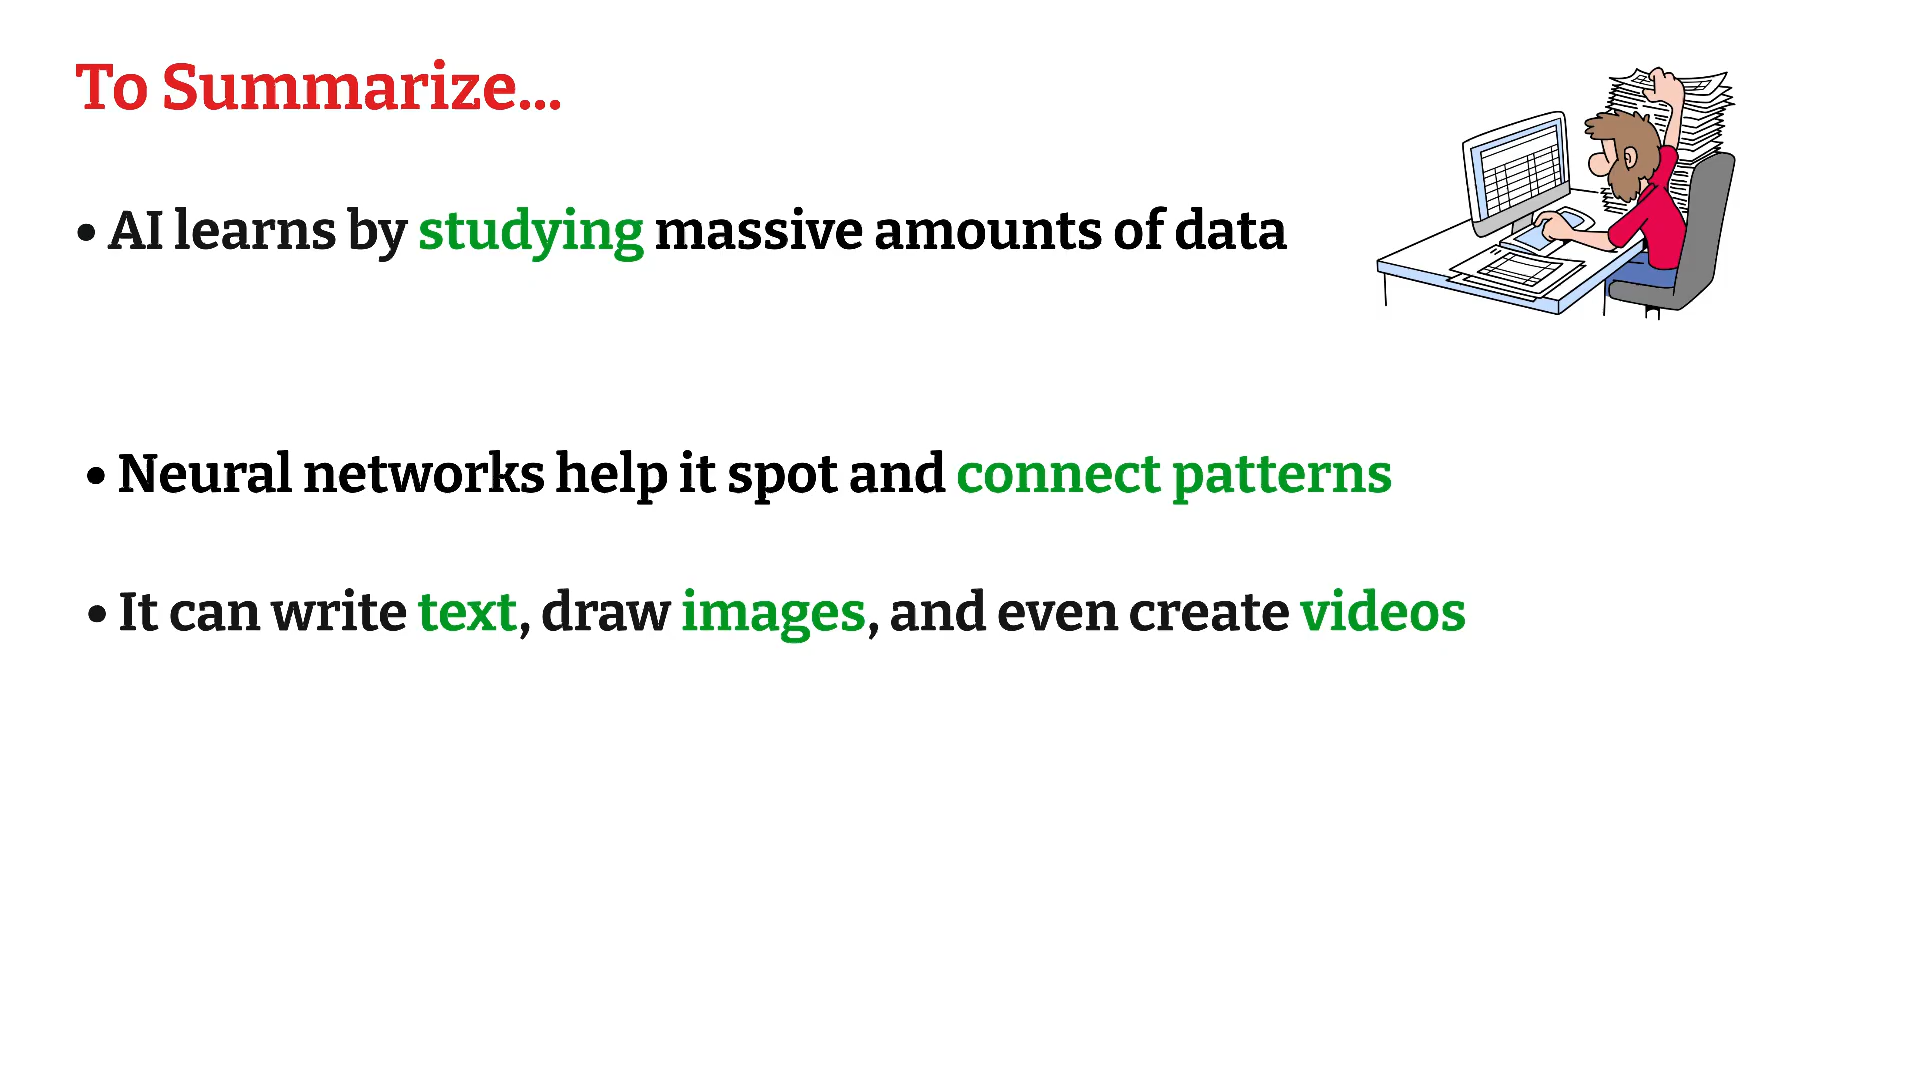 To Summarize...
• AI learns by studying massive amounts of data
• Neural networks help it spot and connect patterns
• It can write text, draw images, and even create videos